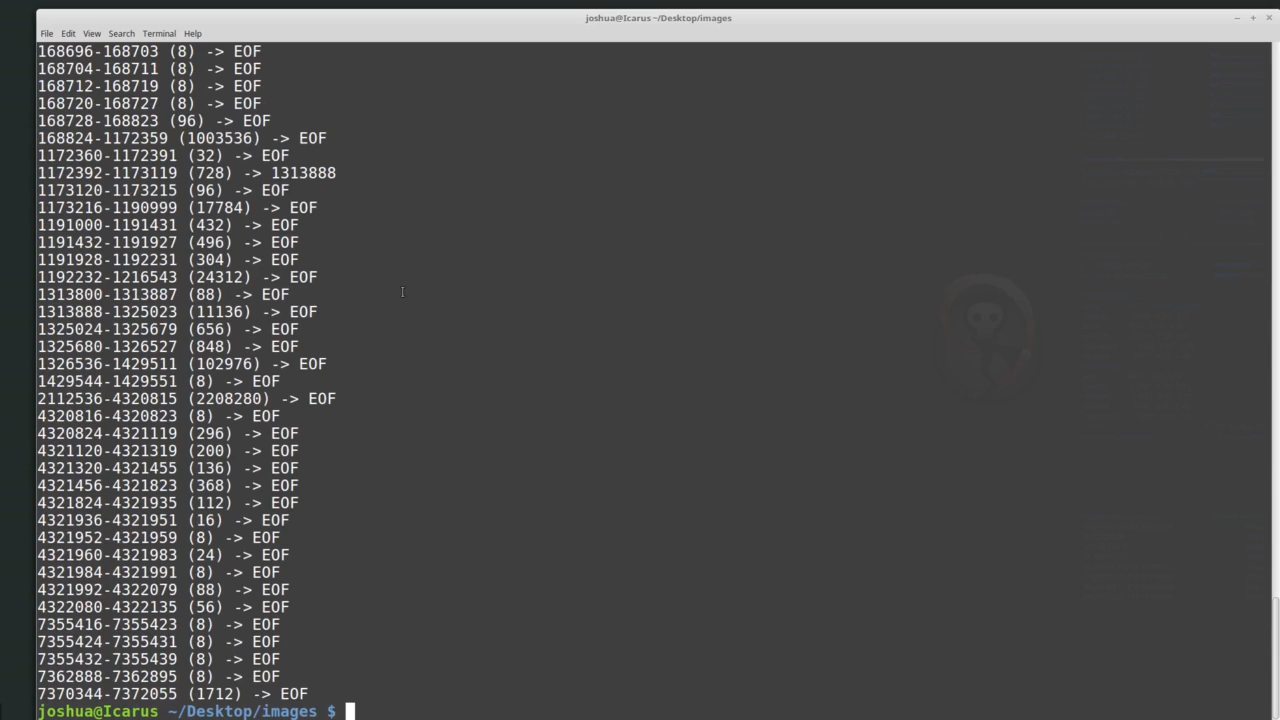 joshua@Icarus ~/Desktop/images
File Edit View Search Terminal Help
168696-168703 (8) -> EOF
168704-168711 (8) -> EOF
168712-168719 (8) -> EOF
168720-168727 (8) -> EOF
168728-168823 (96) -> EOF
168824-1172359 (1003536) -> EOF
1172360-1172391 (32) -> EOF
1172392-1173119 (728) -> 1313888
1173120-1173215 (96) -> EOF
1173216-1190999 (17784) -> EOF
1191000-1191431 (432) -> EOF
1191432-1191927 (496) -> EOF
1191928-1192231 (304) -> EOF
1192232-1216543 (24312) -> EOF
1313800-1313887 (88) -> EOF
1313888-1325023 (11136) -> EOF
1325024-1325679 (656) -> EOF
1325680-1326527 (848) -> EOF
1326536-1429511 (102976) -> EOF
1429544-1429551 (8) -> EOF
2112536-4320815 (2208280) -> EOF
4320816-4320823 (8) -> EOF
4320824-4321119 (296) -> EOF
4321120-4321319 (200) -> EOF
4321320-4321455 (136) -> EOF
4321456-4321823 (368) -> EOF
4321824-4321935 (112) -> EOF
4321936-4321951 (16) -> EOF
4321952-4321959 (8) -> EOF
4321960-4321983 (24) -> EOF
4321984-4321991 (8) -> EOF
4321992-4322079 (88) -> EOF
4322080-4322135 (56) -> EOF
7355416-7355423 (8) -> EOF
7355424-7355431 (8) -> EOF
7355432-7355439 (8) -> EOF
7362888-7362895 (8) -> EOF
7370344-7372055 (1712) -> EOF
joshua@Icarus ~/Desktop/images $